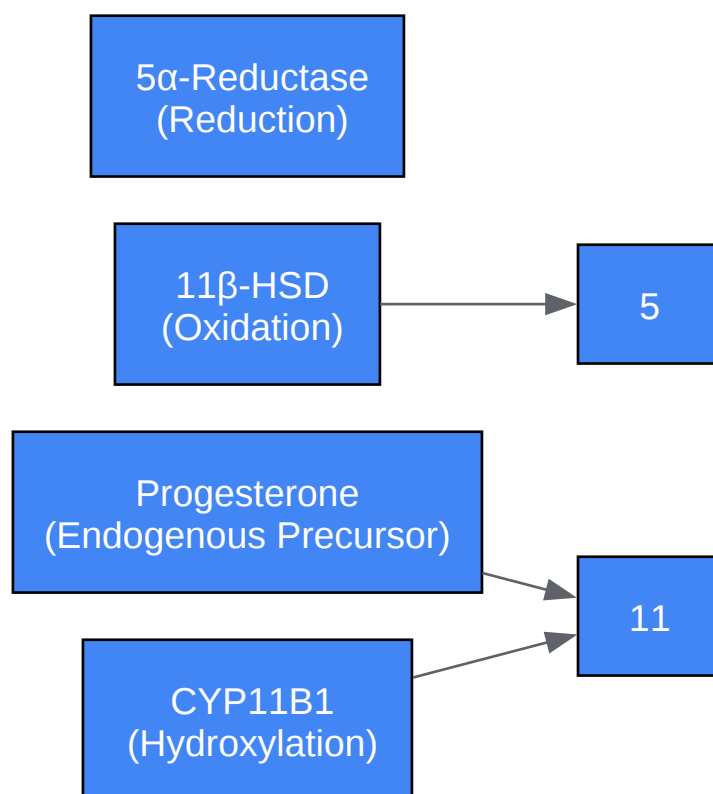 5α-Reductase
(Reduction)
11β-HSD
(Oxidation)
5
Progesterone
(Endogenous Precursor)
11
CYP11B1
(Hydroxylation)